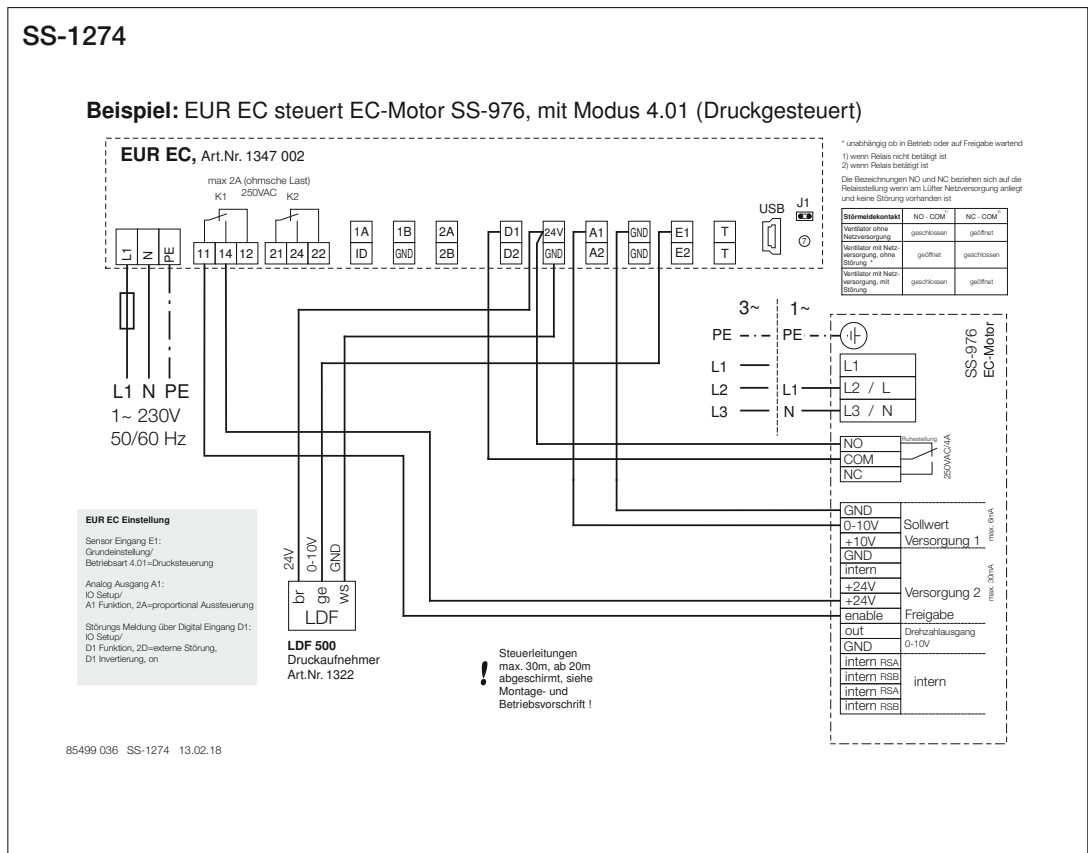 SS-1274
Beispiel: EUR EC steuert EC-Motor SS-976, mit Modus 4.01 (Druckgesteuert)
EUR EC, Art.Nr. 1347 002
max 2A (ohmsche Last)
250VAC
K1
K2
L1
N
PE
11 14 12
21 24 22
1A
ID
1B
GND
2A
2B
D1
D2
24V
GND
A1
A2
GND
GND
E1
E2
T
T
USB
J1
7
* unabhängig ob in Betrieb oder auf Freigabe wartend
1) wenn Relais nicht betätigt ist
2) wenn Relais betätigt ist
Die Bezeichnungen NO und NC beziehen sich auf die
Relaisstellung wenn am Lüfter Netzversorgung anliegt
und keine Störung vorhanden ist
Störmeldekontakt NO - COM 1) NC - COM 2)
Ventilator ohne
Netzversorgung
geschlossen geöffnet
Ventilator mit Netz-
versorgung, ohne
Störung *
geöffnet geschlossen
Ventilator mit Netz-
versorgung, mit
Störung
geschlossen geöffnet
L1 N PE
1~ 230V
50/60 Hz
3~ 1~
PE PE
L1
L2 L1
L3 N
SS-976
EC-Motor
L1
L2 / L
L3 / N
NO
COM
NC
Ruhestellung
250VAC/4A
GND
0-10V
+10V
GND
intern
+24V
+24V
enable
out
GND
intern RSA
intern RSB
intern RSA
intern RSB
Sollwert
Versorgung 1
max. 6mA
Versorgung 2
max. 30mA
Freigabe
Drehzahlausgang
0-10V
intern
EUR EC Einstellung
Sensor Eingang E1:
Grundeinstellung/
Betriebsart 4.01=Drucksteuerung
Analog Ausgang A1:
IO Setup/
A1 Funktion, 2A=proportional Aussteuerung
Störungs Meldung über Digital Eingang D1:
IO Setup/
D1 Funktion, 2D=externe Störung,
D1 Invertierung, on
24V
0-10V
GND
br
ge
ws
LDF
LDF 500
Druckaufnehmer
Art.Nr. 1322
!
Steuerleitungen
max. 30m, ab 20m
abgeschirmt, siehe
Montage- und
Betriebsvorschrift !
85499 036 SS-1274 13.02.18